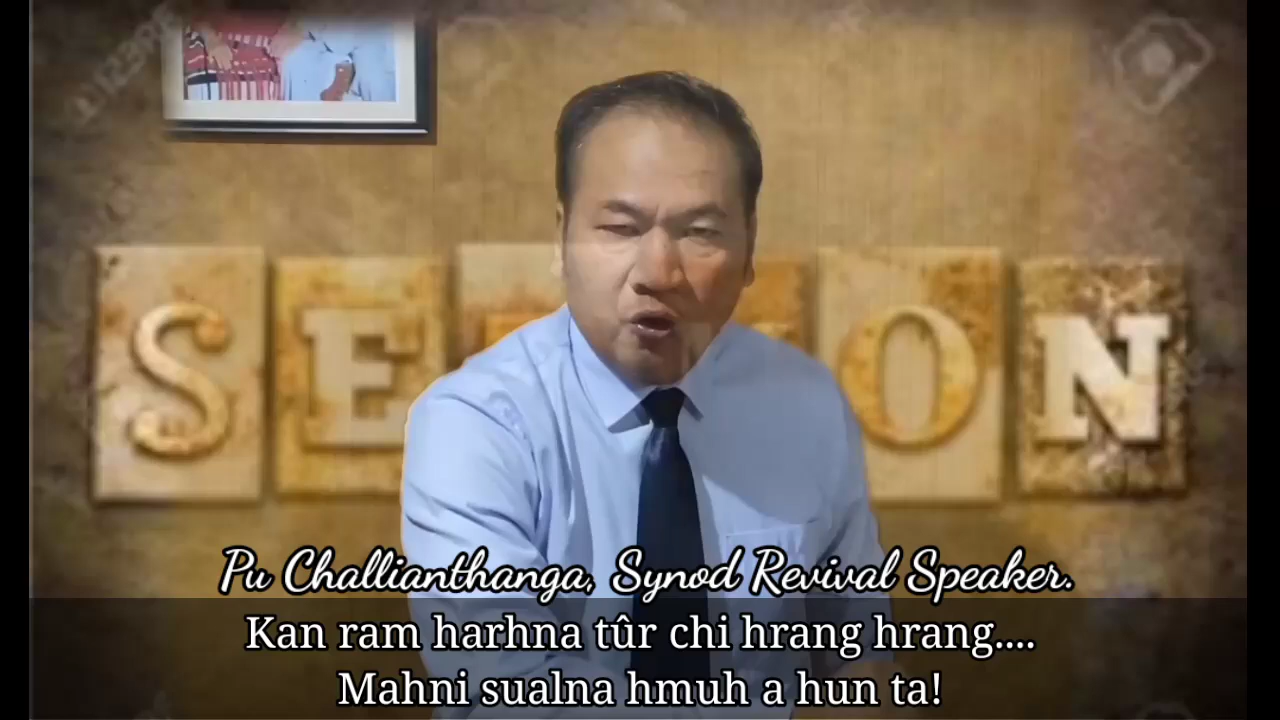 SE ON
Pu Challianthanga, Synod Revival Speaker.
Kan ram harhna tûr chi hrang hrang....
Mahni sualna hmuh a hun ta!